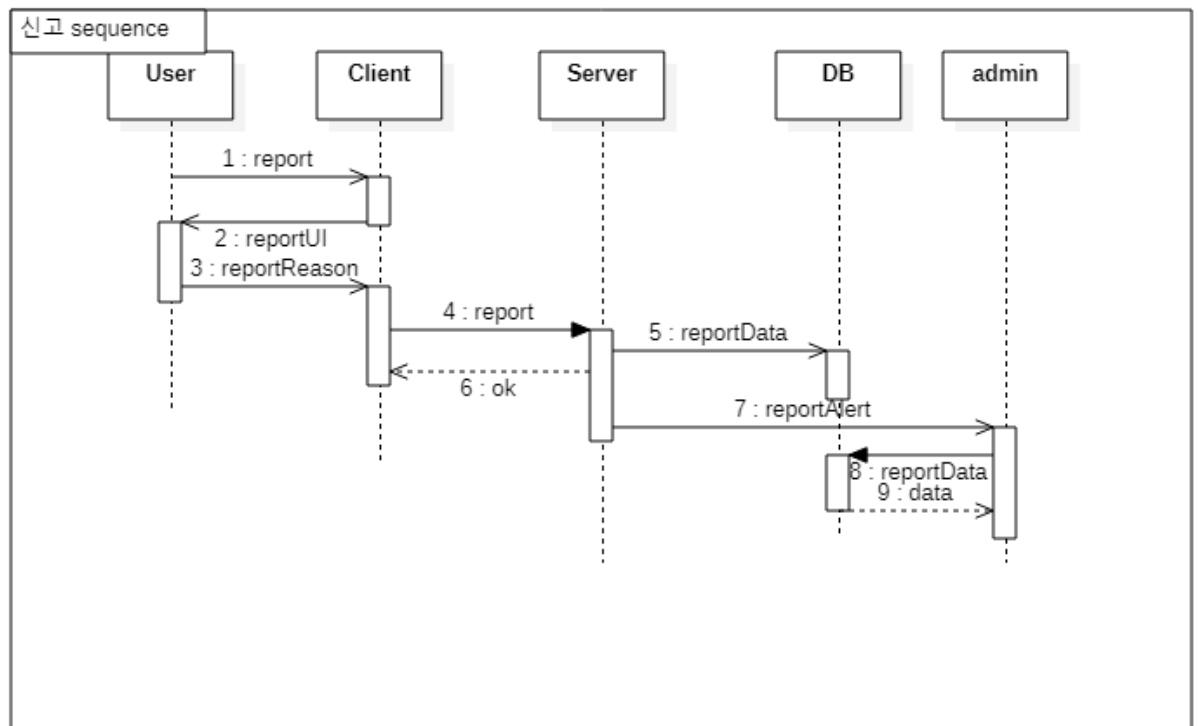 신고 sequence
User
Client
Server
DB
admin
1 : report
2 : reportUI
3 : reportReason
4 : report
5 : reportData
6 : ok
7 : reportAlert
8 : reportData
9 : data